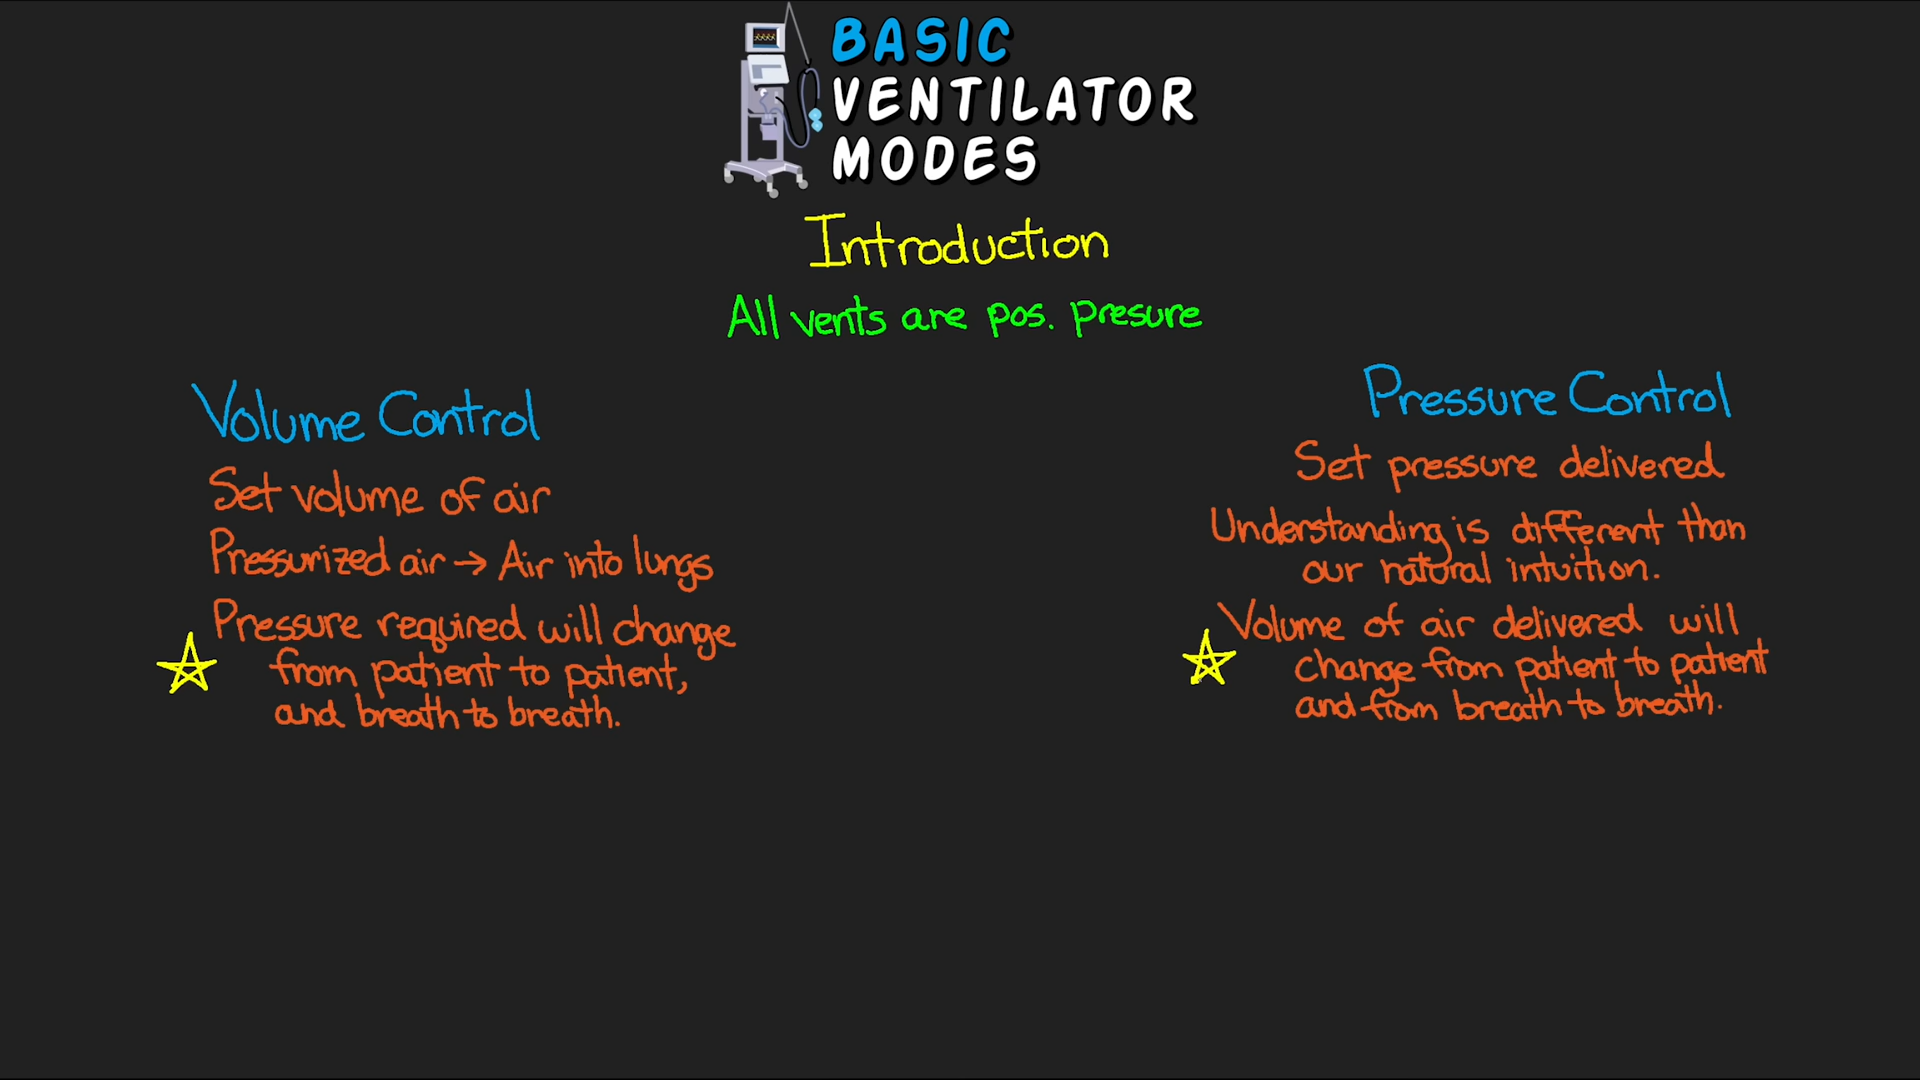 BASIC
VENTILATOR
MODES
Introduction
All vents are pos. presure
Volume Control
Set volume of air
Pressurized air → Air into lungs
Pressure required will change
from patient to patient,
and breath to breath.
Pressure Control
Set pressure delivered
Understanding is different than
our natural intuition.
Volume of air delivered will
change from patient to patient
and from breath to breath.